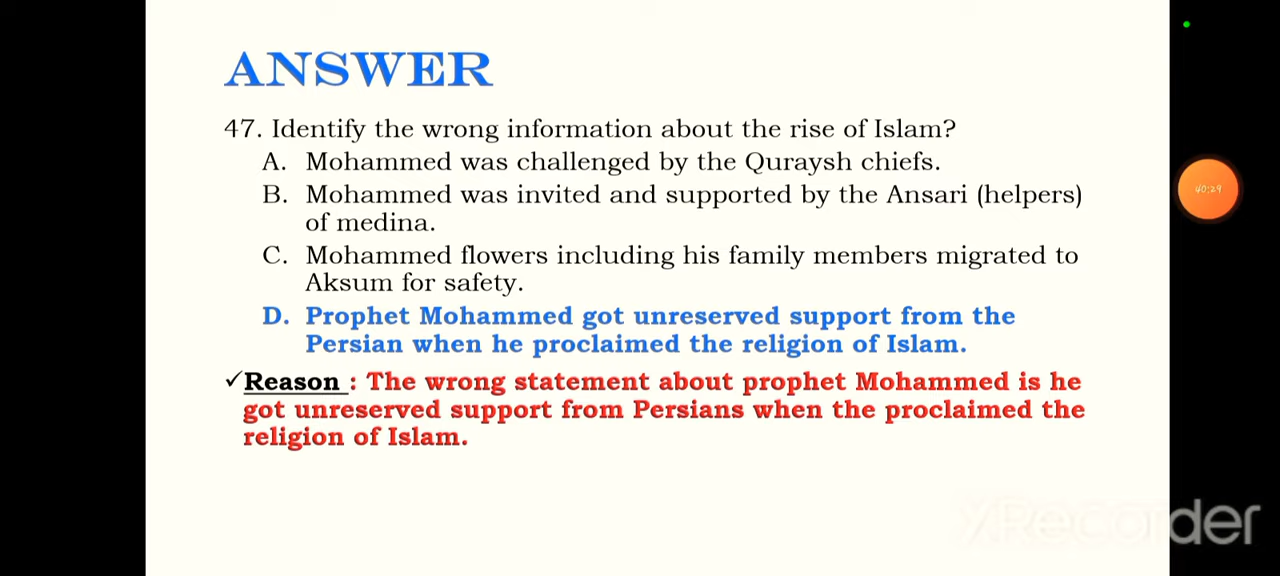 ANSWER
47. Identify the wrong information about the rise of Islam?
A. Mohammed was challenged by the Quraysh chiefs.
B. Mohammed was invited and supported by the Ansari (helpers)
of medina.
C. Mohammed flowers including his family members migrated to
Aksum for safety.
D. Prophet Mohammed got unreserved support from the
Persian when he proclaimed the religion of Islam.
✓Reason : The wrong statement about prophet Mohammed is he
got unreserved support from Persians when the proclaimed the
religion of Islam.
40:29
XRecorder